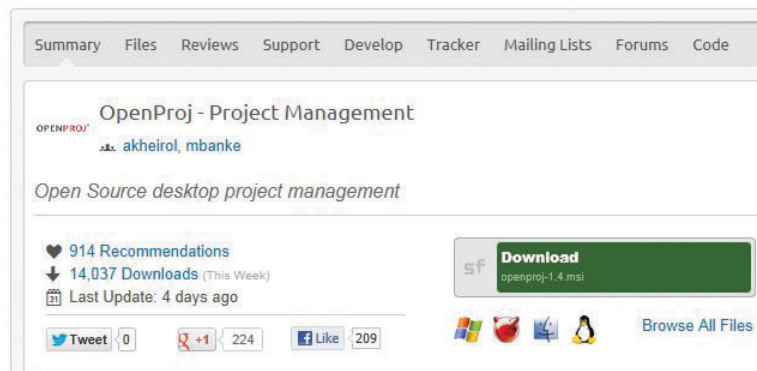 Summary Files Reviews Support Develop Tracker Mailing Lists Forums Code
OPENPROJ
OpenProj - Project Management
akheirol, mbanke
Open Source desktop project management
914 Recommendations
14,037 Downloads (This Week)
31 Last Update: 4 days ago
sf Download
openproj-1.4.msi
Tweet 0 g +1 224 f Like 209
Browse All Files